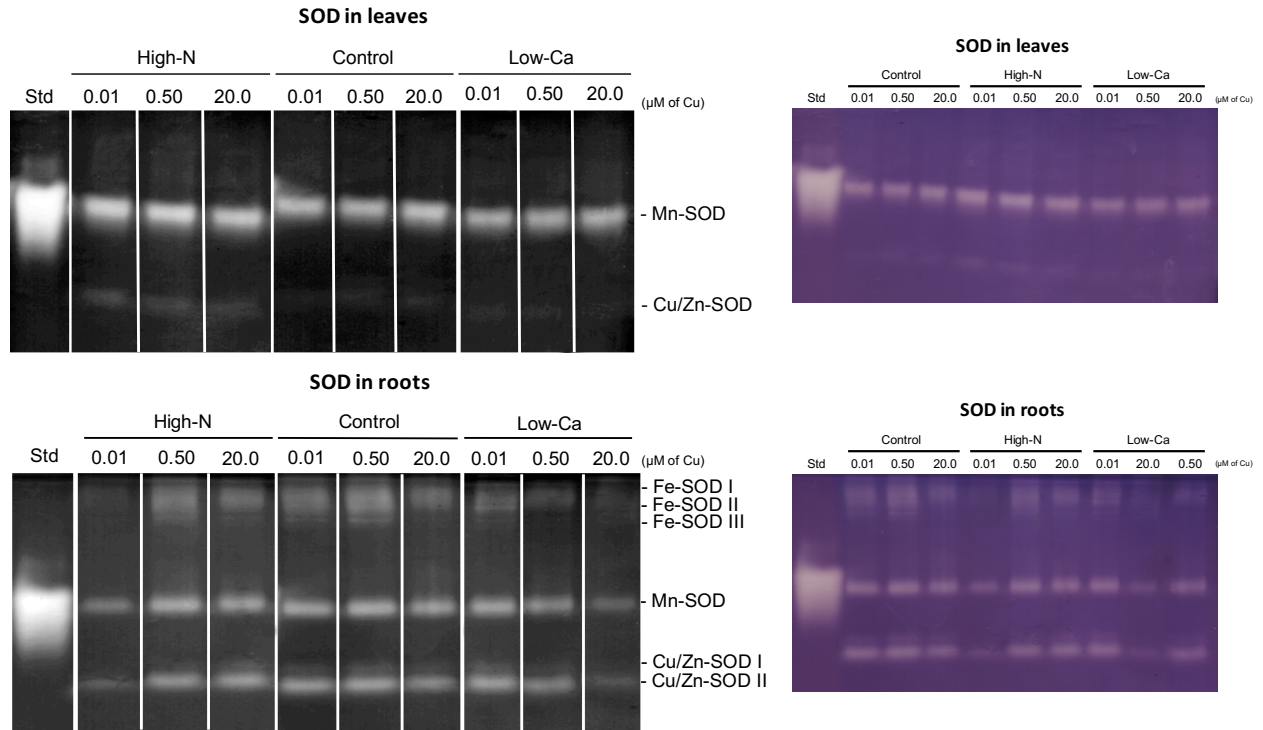 SOD in leaves
High-N Control Low-Ca
Std 0.01 0.50 20.0 0.01 0.50 20.0 0.01 0.50 20.0 (µM of Cu)
- Mn-SOD
- Cu/Zn-SOD
SOD in leaves
Control High-N Low-Ca
Std 0.01 0.50 20.0 0.01 0.50 20.0 0.01 0.50 20.0 (µM of Cu)
SOD in roots
High-N Control Low-Ca
Std 0.01 0.50 20.0 0.01 0.50 20.0 0.01 0.50 20.0 (µM of Cu)
- Fe-SOD I
- Fe-SOD II
- Fe-SOD III
- Mn-SOD
- Cu/Zn-SOD I
- Cu/Zn-SOD II
SOD in roots
Control High-N Low-Ca
Std 0.01 0.50 20.0 0.01 0.50 20.0 0.01 20.0 0.50 (µM of Cu)